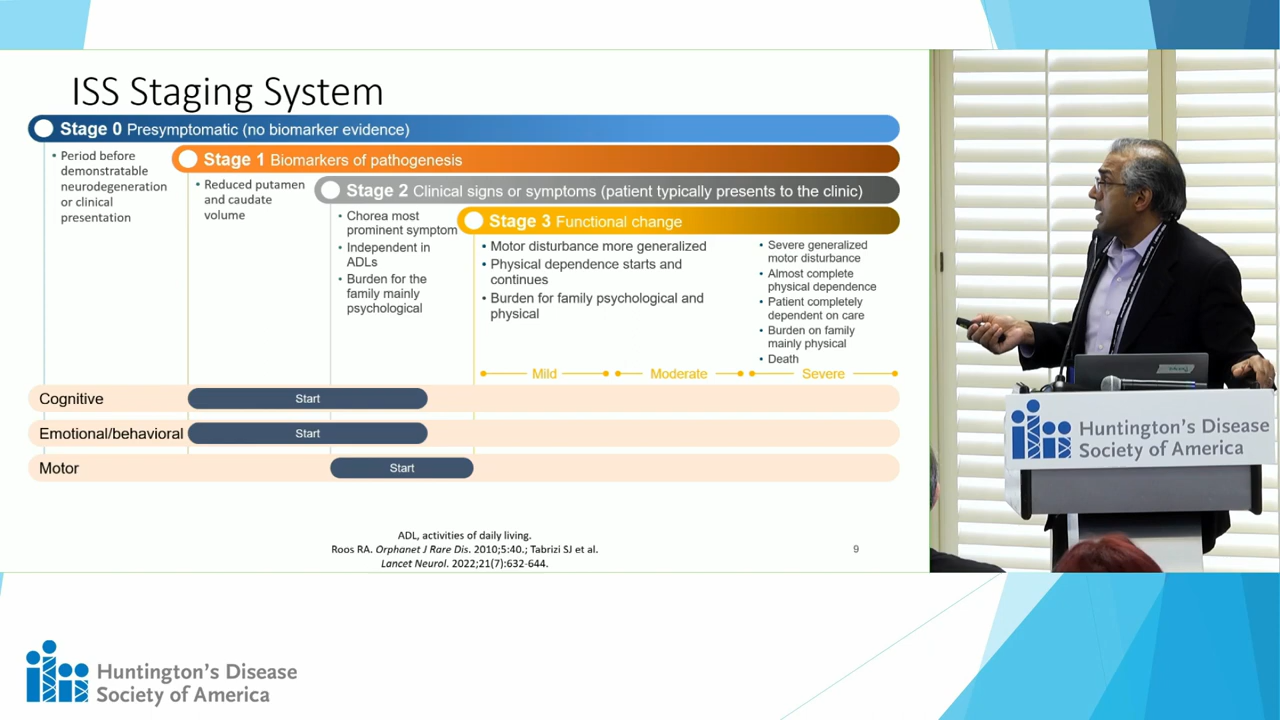 ISS Staging System
Stage 0 Presymptomatic (no biomarker evidence)
• Period before
demonstratable
neurodegeneration
or clinical
presentation
Stage 1 Biomarkers of pathogenesis
• Reduced putamen
and caudate
volume
Stage 2 Clinical signs or symptoms (patient typically presents to the clinic)
• Chorea most
prominent symptom
• Independent in
ADLs
• Burden for the
family mainly
psychological
Stage 3 Functional change
• Motor disturbance more generalized
• Physical dependence starts and
continues
• Burden for family psychological and
physical
• Severe generalized
motor disturbance
• Almost complete
physical dependence
• Patient completely
dependent on care
• Burden on family
mainly physical
• Death
Mild
Moderate
Severe
Cognitive
Start
Emotional/behavioral
Start
Motor
Start
ADL, activities of daily living.
Roos RA. Orphanet J Rare Dis. 2010;5:40.; Tabrizi SJ et al.
Lancet Neurol. 2022;21(7):632-644.
9
Huntington's Disease
Society of America
Huntington's Disease
Society of America